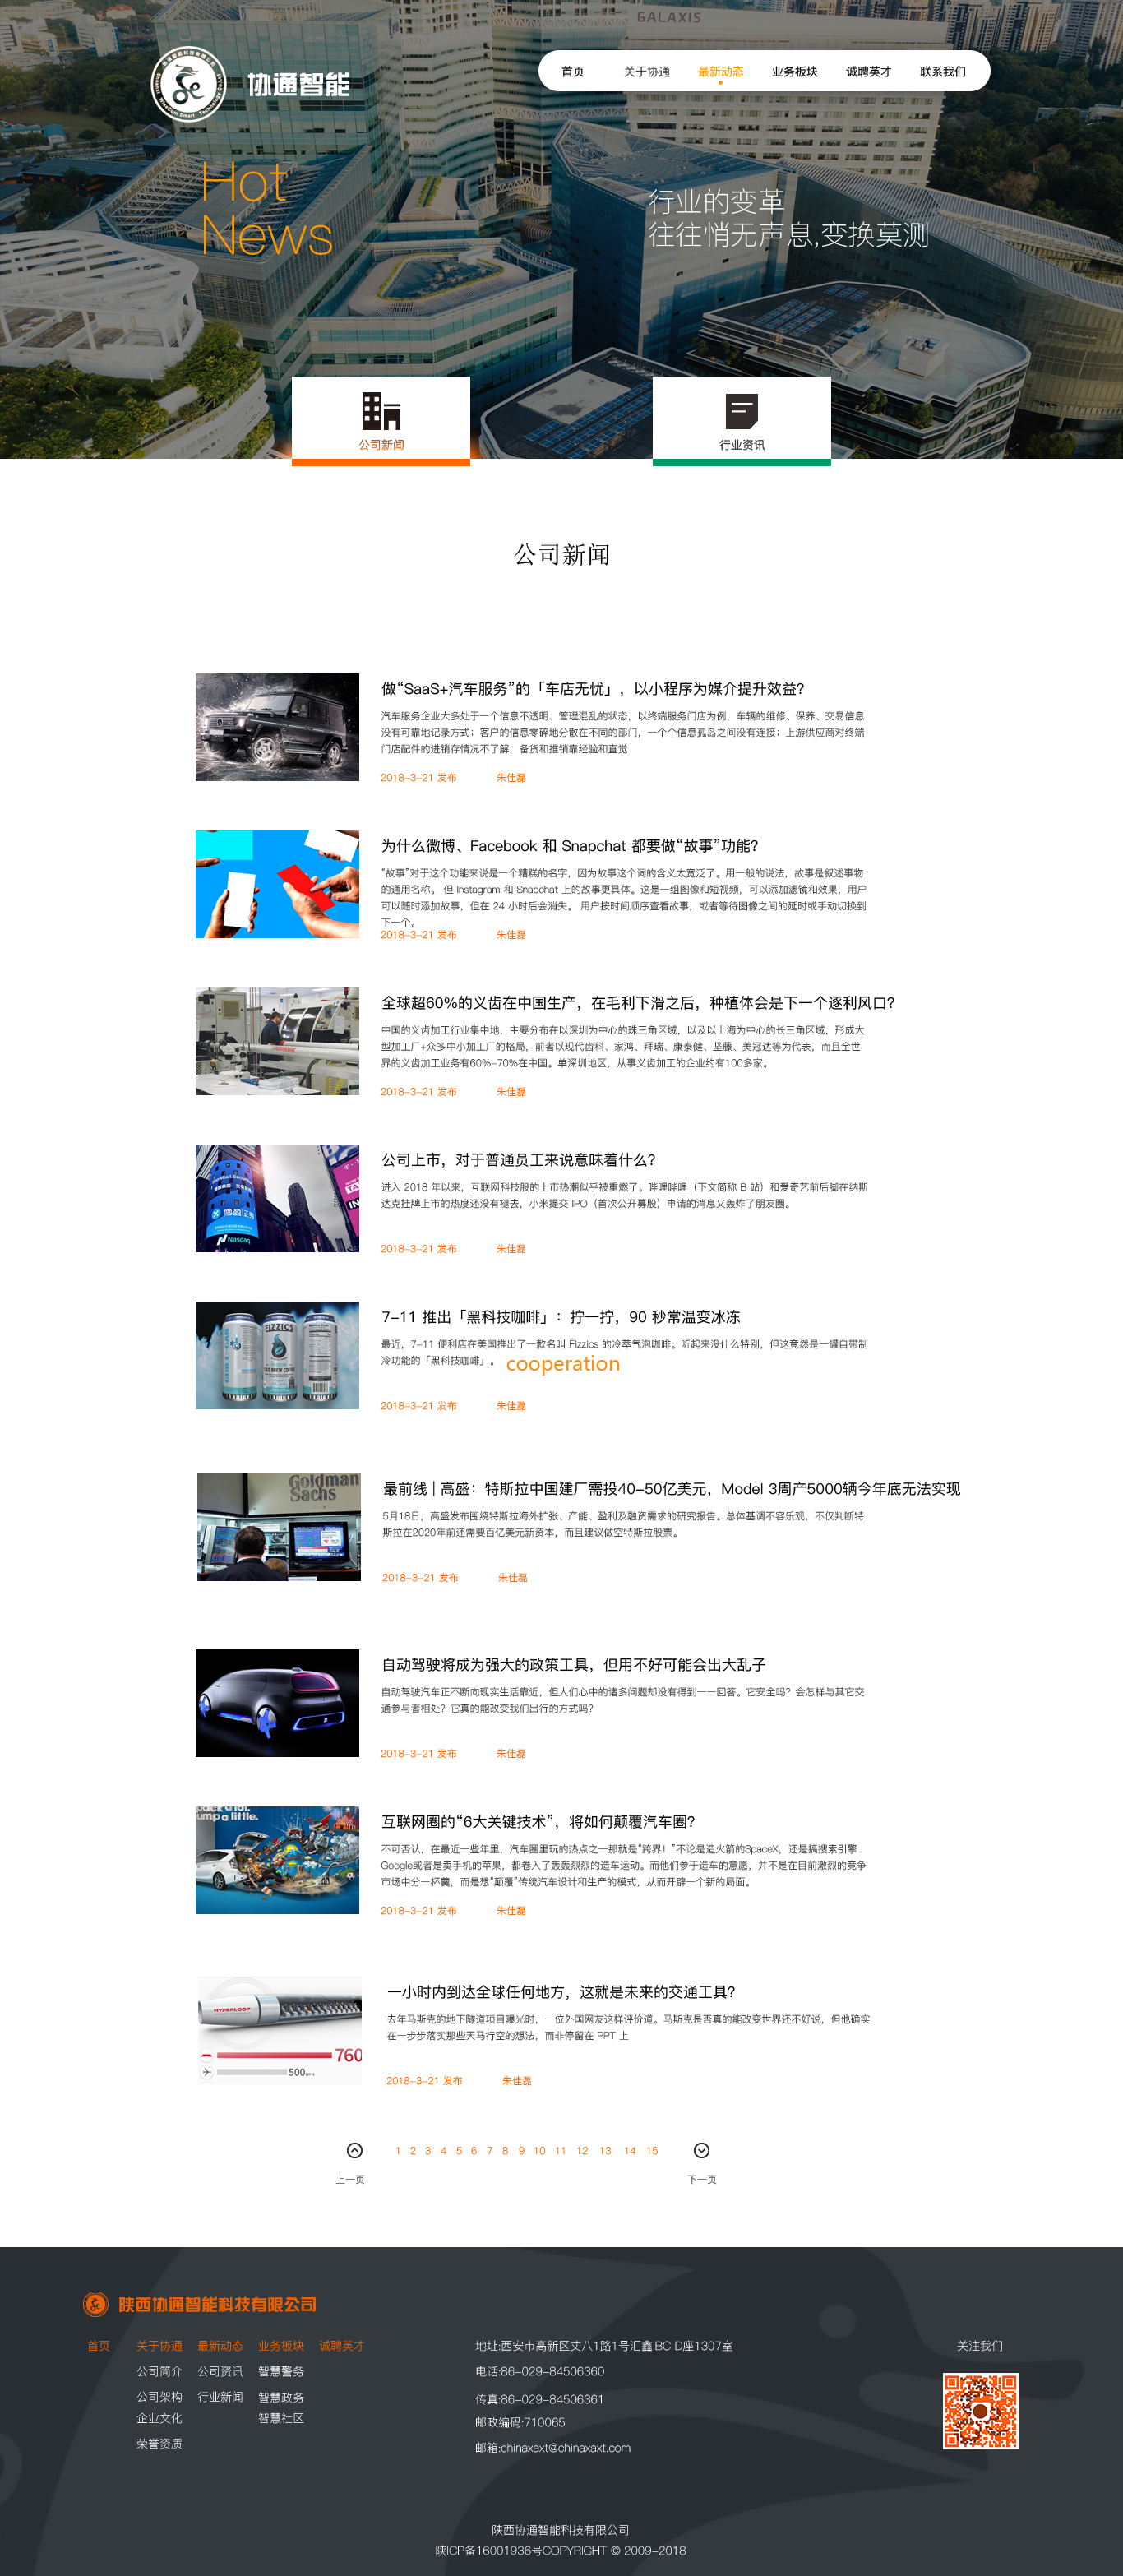 GALAXIS
首页 关于协通 最新动态 业务板块 诚聘英才 联系我们
协通智能
Hot
News
行业的变革
往往悄无声息,变换莫测
公司新闻
行业资讯
公司新闻
做“SaaS+汽车服务”的「车店无忧」，以小程序为媒介提升效益?
汽车服务企业大多处于一个信息不透明、管理混乱的状态，以终端服务门店为例，车辆的维修、保养、交易信息
没有可靠地记录方式；客户的信息零碎地分散在不同的部门，一个个信息孤岛之间没有连接；上游供应商对终端
门店配件的进销存情况不了解，备货和推销靠经验和直觉
2018-3-21 发布 朱佳磊
为什么微博、Facebook 和 Snapchat 都要做“故事”功能?
“故事”对于这个功能来说是一个糟糕的名字，因为故事这个词的含义太宽泛了。用一般的说法，故事是叙述事物
的通用名称。 但 Instagram 和 Snapchat 上的故事更具体。这是一组图像和短视频，可以添加滤镜和效果，用户
可以随时添加故事，但在 24 小时后会消失。 用户按时间顺序查看故事，或者等待图像之间的延时或手动切换到
下一个。
2018-3-21 发布 朱佳磊
全球超60%的义齿在中国生产，在毛利下滑之后，种植体会是下一个逐利风口?
中国的义齿加工行业集中地，主要分布在以深圳为中心的珠三角区域，以及以上海为中心的长三角区域，形成大
型加工厂+众多中小加工厂的格局，前者以现代齿科、家鸿、拜瑞、康泰健、坚藤、美冠达等为代表，而且全世
界的义齿加工业务有60%-70%在中国。单深圳地区，从事义齿加工的企业约有100多家。
2018-3-21 发布 朱佳磊
Nasdaq
公司上市，对于普通员工来说意味着什么?
进入 2018 年以来，互联网科技股的上市热潮似乎被重燃了。哔哩哔哩（下文简称 B 站）和爱奇艺前后脚在纳斯
达克挂牌上市的热度还没有褪去，小米提交 IPO（首次公开募股）申请的消息又轰炸了朋友圈。
2018-3-21 发布 朱佳磊
FIZZICS
7-11 推出「黑科技咖啡」：拧一拧，90 秒常温变冰冻
最近，7-11 便利店在美国推出了一款名叫 Fizzics 的冷萃气泡咖啡。听起来没什么特别，但这竟然是一罐自带制
冷功能的「黑科技咖啡」。
cooperation
2018-3-21 发布 朱佳磊
Goldman
Sachs
最前线 | 高盛：特斯拉中国建厂需投40-50亿美元，Model 3周产5000辆今年底无法实现
5月18日，高盛发布围绕特斯拉海外扩张、产能、盈利及融资需求的研究报告。总体基调不容乐观，不仅判断特
斯拉在2020年前还需要百亿美元新资本，而且建议做空特斯拉股票。
2018-3-21 发布 朱佳磊
自动驾驶将成为强大的政策工具，但用不好可能会出大乱子
自动驾驶汽车正不断向现实生活靠近，但人们心中的诸多问题却没有得到一一回答。它安全吗？会怎样与其它交
通参与者相处？它真的能改变我们出行的方式吗?
2018-3-21 发布 朱佳磊
ump a little.
互联网圈的“6大关键技术”，将如何颠覆汽车圈?
不可否认，在最近一些年里，汽车圈里玩的热点之一那就是“跨界！”不论是造火箭的SpaceX，还是搞搜索引擎
Google或者是卖手机的苹果，都卷入了轰轰烈烈的造车运动。而他们参于造车的意愿，并不是在目前激烈的竞争
市场中分一杯羹，而是想“颠覆”传统汽车设计和生产的模式，从而开辟一个新的局面。
2018-3-21 发布 朱佳磊
HYPERLOOP
760
500
一小时内到达全球任何地方，这就是未来的交通工具?
去年马斯克的地下隧道项目曝光时，一位外国网友这样评价道。马斯克是否真的能改变世界还不好说，但他确实
在一步步落实那些天马行空的想法，而非停留在 PPT 上
2018-3-21 发布 朱佳磊
1 2 3 4 5 6 7 8 9 10 11 12 13 14 15
上一页 下一页
陕西协通智能科技有限公司
首页 关于协通 最新动态 业务板块 诚聘英才
公司简介 公司资讯 智慧警务
公司架构 行业新闻 智慧政务
企业文化 智慧社区
荣誉资质
地址:西安市高新区丈八1路1号汇鑫IBC D座1307室
电话:86-029-84506360
传真:86-029-84506361
邮政编码:710065
邮箱:chinaxaxt@chinaxaxt.com
关注我们
陕西协通智能科技有限公司
陕ICP备16001936号COPYRIGHT © 2009-2018